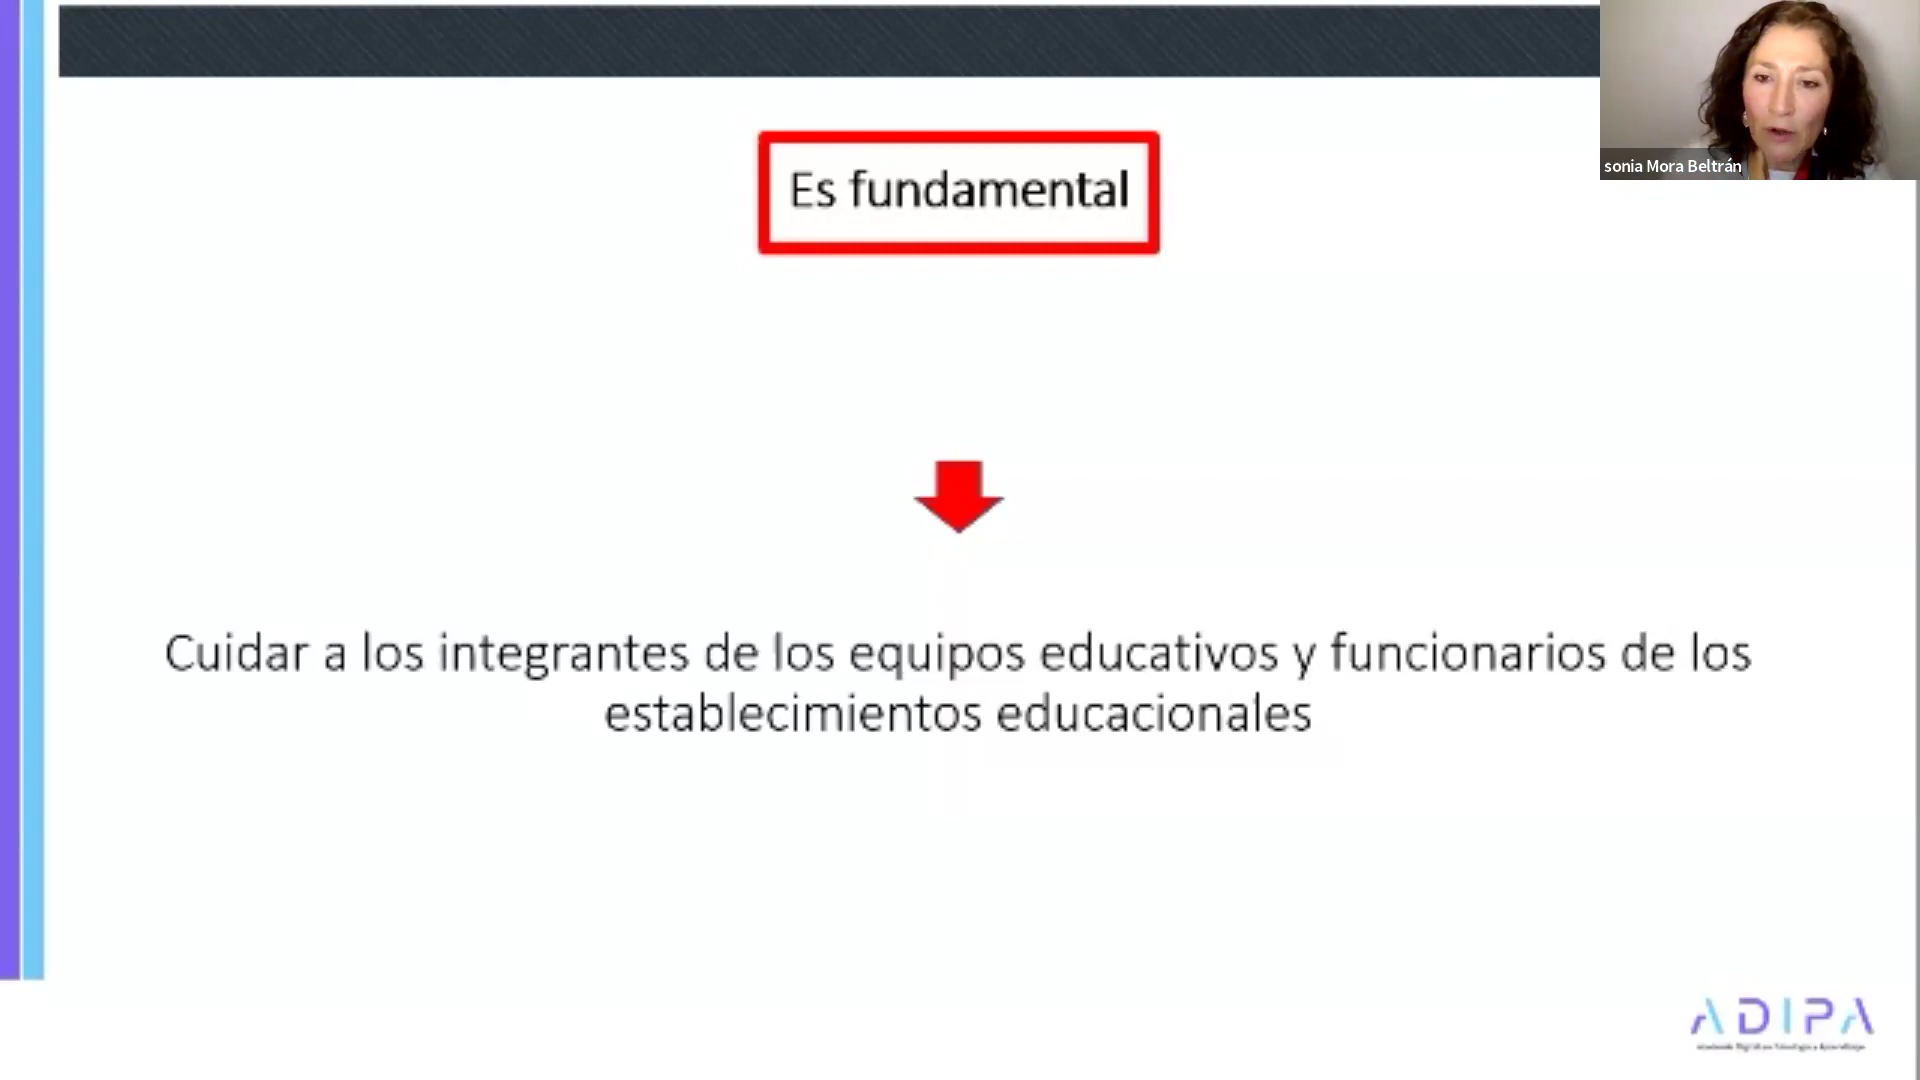 Es fundamental
sonia Mora Beltrán
Cuidar a los integrantes de los equipos educativos y funcionarios de los
establecimientos educacionales
ADIPA